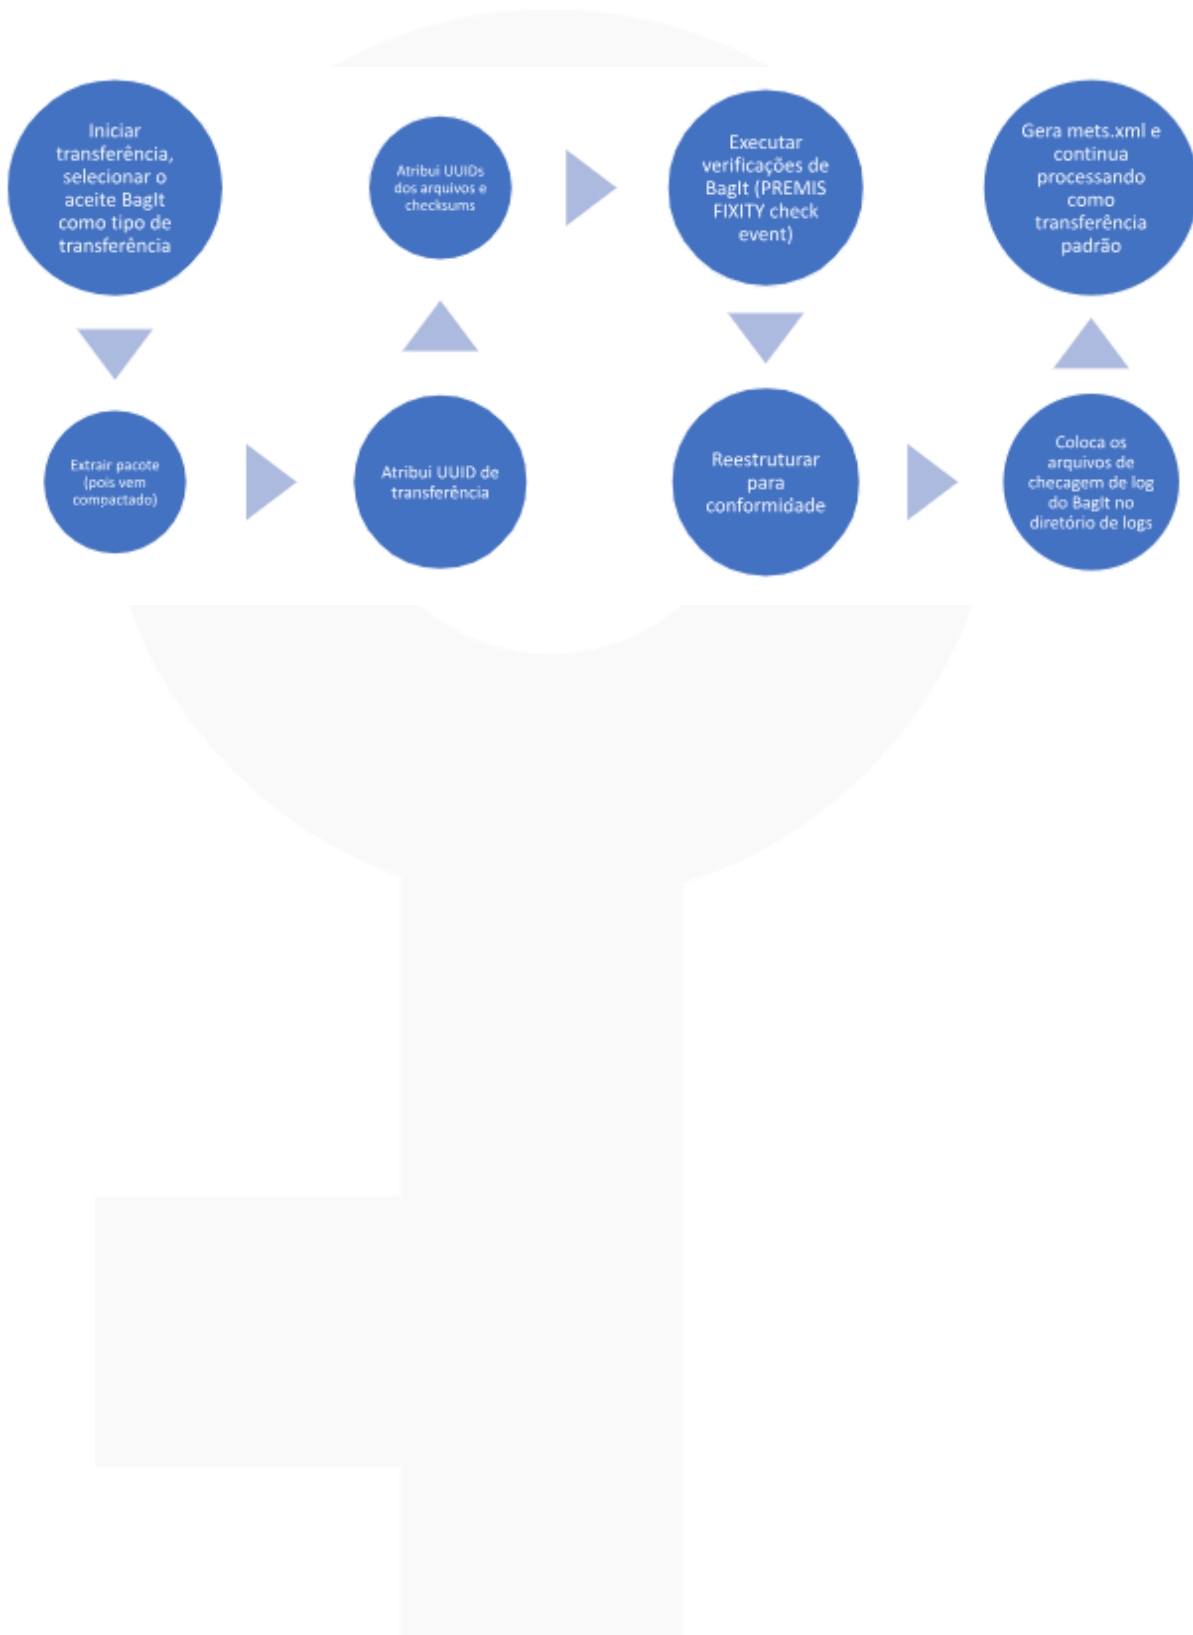 Iniciar
transferência,
selecionar o
aceite BagIt
como tipo de
transferência
Extrair pacote
(pois vem
compactado)
Atribui UUID de
transferência
Atribui UUIDs
dos arquivos e
checksums
Executar
verificações de
BagIt (PREMIS
FIXITY check
event)
Reestruturar
para
conformidade
Coloca os
arquivos de
checagem de log
do BagIt no
diretório de logs
Gera mets.xml e
continua
processando
como
transferência
padrão